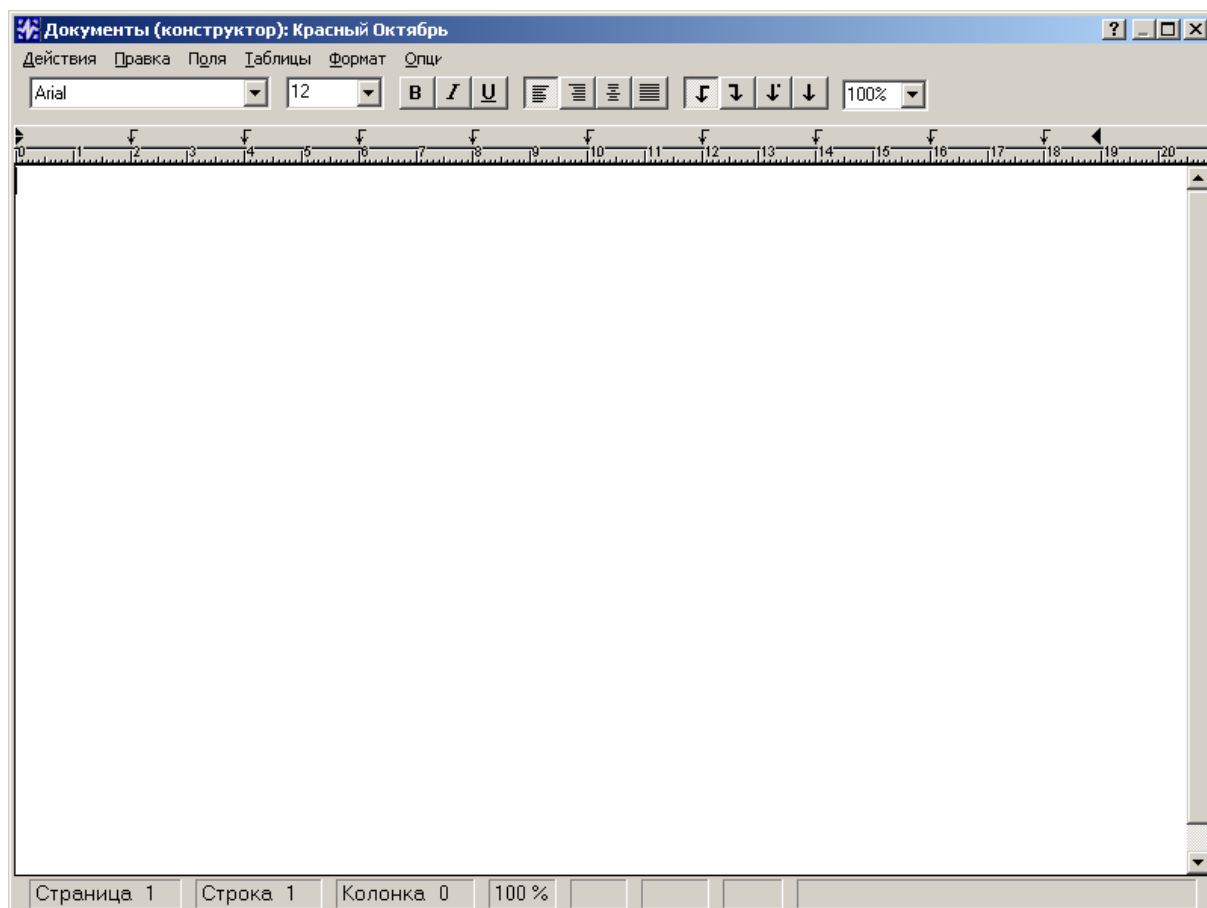 Документы (конструктор): Красный Октябрь
Действия Правка Поля Таблицы Формат Опци
Arial 12 B I U 100%
0 1 2 3 4 5 6 7 8 9 10 11 12 13 14 15 16 17 18 19 20
Страница 1 Строка 1 Колонка 0 100 %